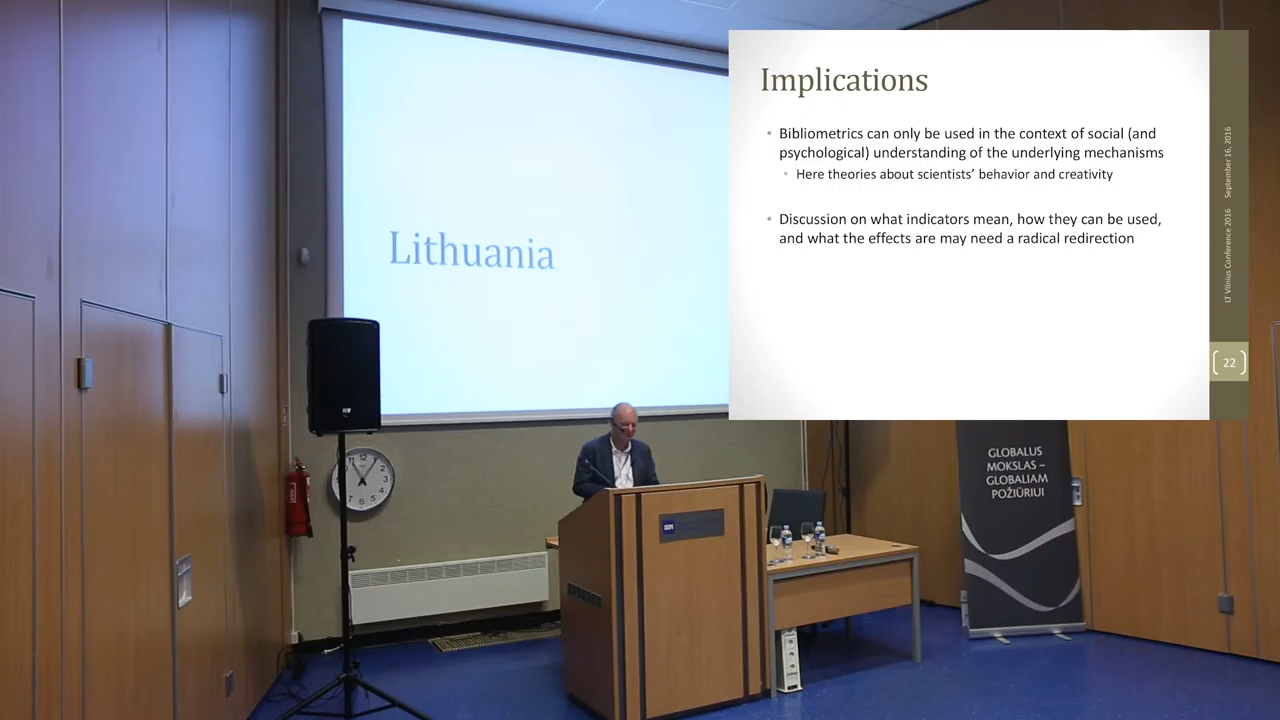 Lithuania
Implications
Bibliometrics can only be used in the context of social (and
psychological) understanding of the underlying mechanisms
Here theories about scientists’ behavior and creativity
Discussion on what indicators mean, how they can be used,
and what the effects are may need a radical redirection
LT Vilnius Conference 2016 September 16, 2016
22
GLOBALUS
MOKSLAS –
GLOBALIAM
POŽIŪRIUI
ISM